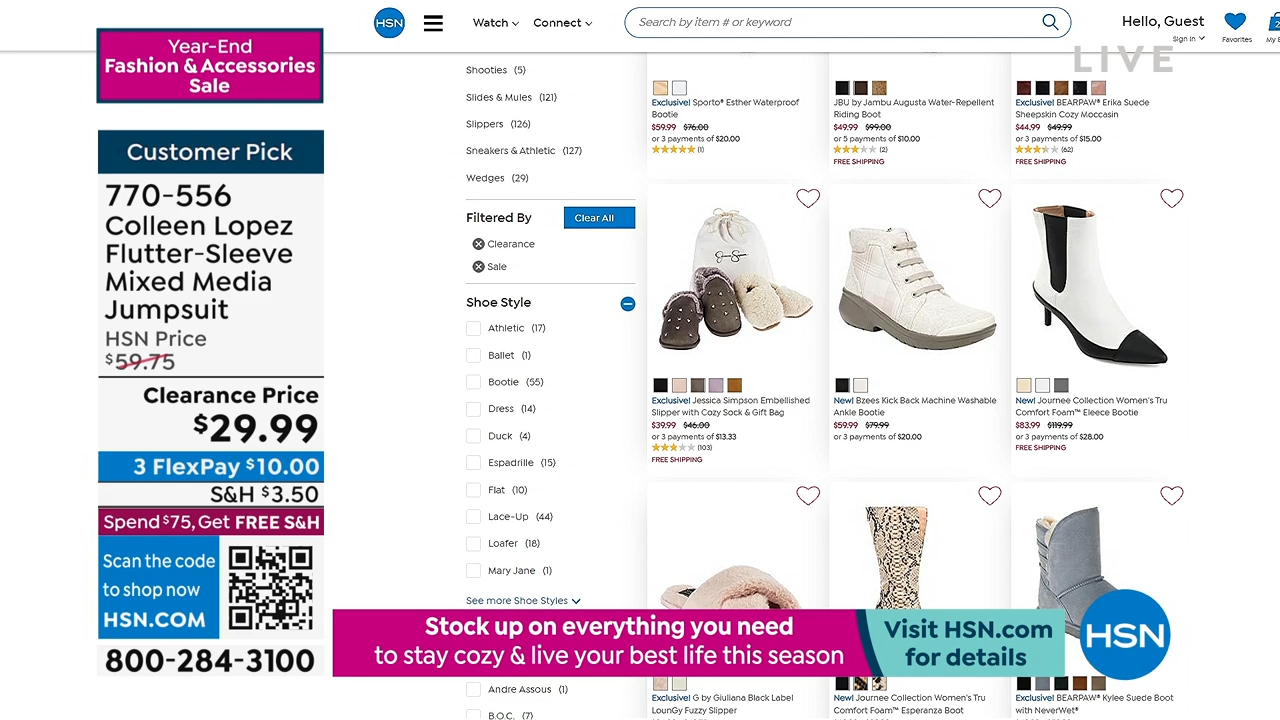 Year-End
Fashion & Accessories
Sale
Customer Pick
770-556
Colleen Lopez
Flutter-Sleeve
Mixed Media
Jumpsuit
HSN Price
$59.75
Clearance Price
$29.99
3 FlexPay $10.00
S&H $3.50
Spend $75, Get FREE S&H
Scan the code
to shop now
HSN.COM
800-284-3100
HSN
Watch
Connect
Search by item # or keyword
Hello, Guest
Sign In
Favorites
My
LIVE
Shooties (5)
Slides & Mules (121)
Slippers (126)
Sneakers & Athletic (127)
Wedges (29)
Filtered By
Clear All
Clearance
Sale
Shoe Style
Athletic (17)
Ballet (1)
Bootie (55)
Dress (14)
Duck (4)
Espadrille (15)
Flat (10)
Lace-Up (44)
Loafer (18)
Mary Jane (1)
See more Shoe Styles
Andre Assous (1)
B.O.C. (7)
Exclusive! Sporto® Esther Waterproof
Bootie
$59.99 $76.00
or 3 payments of $20.00
(1)
JBU by Jambu Augusta Water-Repellent
Riding Boot
$49.99 $99.00
or 5 payments of $10.00
(2)
FREE SHIPPING
Exclusive! BEARPAW® Erika Suede
Sheepskin Cozy Moccasin
$44.99 $49.99
or 3 payments of $15.00
(62)
FREE SHIPPING
Exclusive! Jessica Simpson Embellished
Slipper with Cozy Sock & Gift Bag
$39.99 $46.00
or 3 payments of $13.33
(103)
FREE SHIPPING
New! Bzees Kick Back Machine Washable
Ankle Bootie
$59.99 $79.99
or 3 payments of $20.00
New! Journee Collection Women's Tru
Comfort Foam™ Eleece Bootie
$83.99 $119.99
or 3 payments of $28.00
FREE SHIPPING
Exclusive! G by Giuliana Black Label
LounGy Fuzzy Slipper
New! Journee Collection Women's Tru
Comfort Foam™ Esperanza Boot
Exclusive! BEARPAW® Kylee Suede Boot
with NeverWet®
Stock up on everything you need
to stay cozy & live your best life this season
Visit HSN.com
for details
HSN